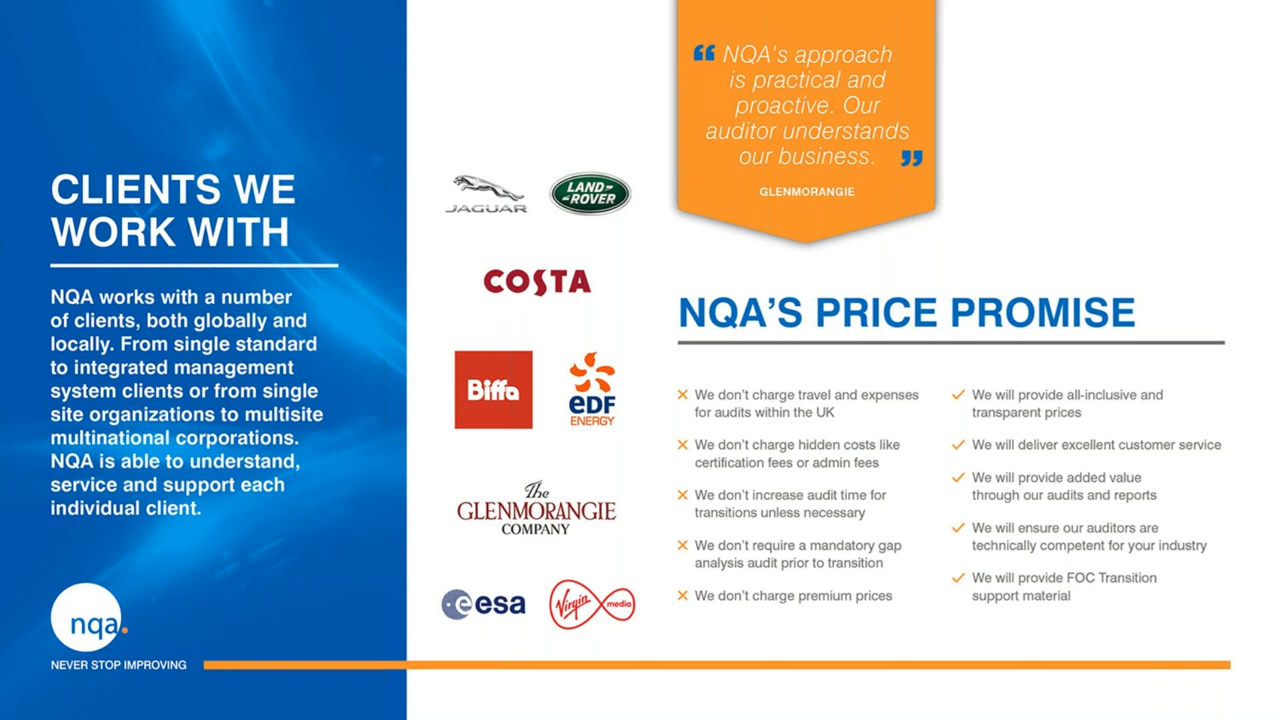 CLIENTS WE
WORK WITH
NQA works with a number
of clients, both globally and
locally. From single standard
to integrated management
system clients or from single
site organizations to multisite
multinational corporations.
NQA is able to understand,
service and support each
individual client.
nqa.
NEVER STOP IMPROVING
JAGUAR
LAND-
ROVER
COSTA
Biffa
eDF
ENERGY
The
GLENMORANGIE
COMPANY
esa
Virgin media
“ NQA’s approach
is practical and
proactive. Our
auditor understands
our business. ”
GLENMORANGIE
NQA’S PRICE PROMISE
We don’t charge travel and expenses
for audits within the UK
We don’t charge hidden costs like
certification fees or admin fees
We don’t increase audit time for
transitions unless necessary
We don’t require a mandatory gap
analysis audit prior to transition
We don’t charge premium prices
We will provide all-inclusive and
transparent prices
We will deliver excellent customer service
We will provide added value
through our audits and reports
We will ensure our auditors are
technically competent for your industry
We will provide FOC Transition
support material